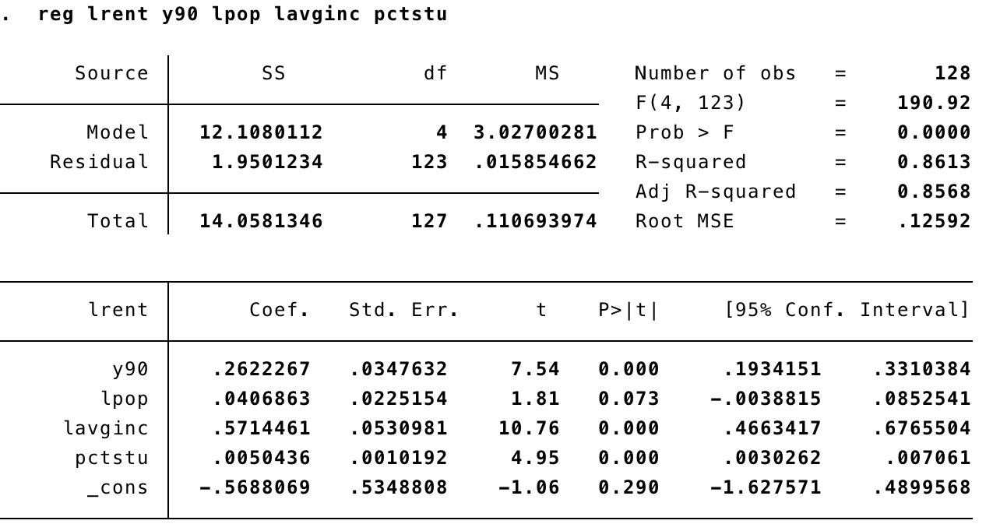 . reg lrent y90 lpop lavginc pctstu
Source SS df MS Number of obs = 128
F(4, 123) = 190.92
Model 12.1080112 4 3.02700281 Prob > F = 0.0000
Residual 1.9501234 123 .015854662 R-squared = 0.8613
Adj R-squared = 0.8568
Total 14.0581346 127 .110693974 Root MSE = .12592
lrent Coef. Std. Err. t P>|t| [95% Conf. Interval]
y90 .2622267 .0347632 7.54 0.000 .1934151 .3310384
lpop .0406863 .0225154 1.81 0.073 -.0038815 .0852541
lavginc .5714461 .0530981 10.76 0.000 .4663417 .6765504
pctstu .0050436 .0010192 4.95 0.000 .0030262 .007061
_cons -.5688069 .5348808 -1.06 0.290 -1.627571 .4899568